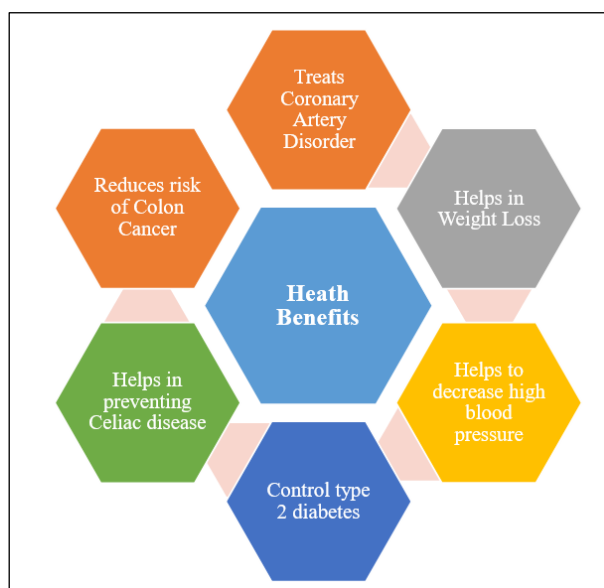 Treats
Coronary
Artery
Disorder
Helps in
Weight Loss
Helps to
decrease high
blood
pressure
Control type
2 diabetes
Helps in
preventing
Celiac disease
Reduces risk
of Colon
Cancer
Heath
Benefits